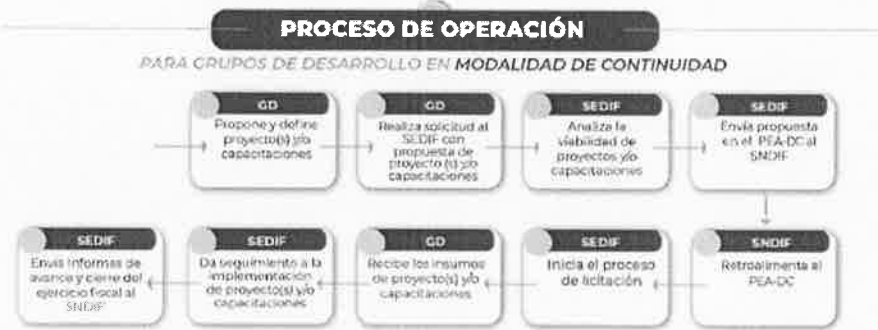 PROCESO DE OPERACIÓN
PARA GRUPOS DE DESARROLLO EN MODALIDAD DE CONTINUIDAD
GD
Propone y define
proyecto(s) y/o
capacitaciones
GD
Realiza solicitud al
SEDIF con
propuesta de
proyecto (s) y/o
capacitaciones
SEDIF
Analiza la
viabilidad de
proyectos y/o
capacitaciones
SEDIF
Envía propuesta
en el PEA-DC al
SNDIF
SNDIF
Retroalimenta el
PEA-DC
SEDIF
Inicia el proceso
de licitación
GD
Recibe los insumos
de proyecto(s) y/o
capacitaciones
SEDIF
Da seguimiento a la
implementación
de proyecto(s) y/o
capacitaciones
SEDIF
Envía Informes de
avance y cierre del
ejercicio fiscal al
SNDIF